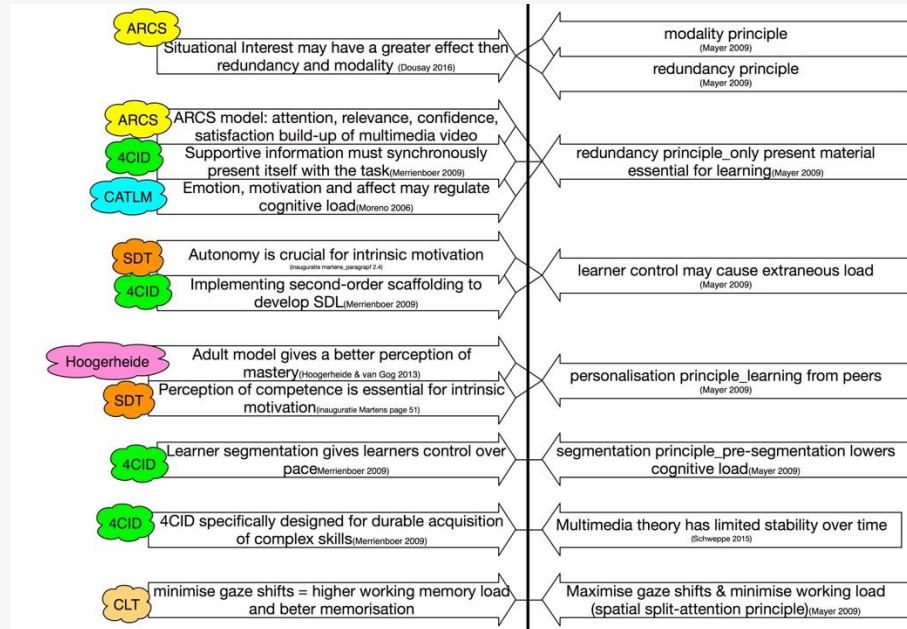 ARCS
Situational Interest may have a greater effect then
redundancy and modality (Dousay 2016)
modality principle
(Mayer 2009)
redundancy principle
(Mayer 2009)
ARCS
ARCS model: attention, relevance, confidence,
satisfaction build-up of multimedia video
4CID
Supportive information must synchronously
present itself with the task(Merrienboer 2009)
CATLM
Emotion, motivation and affect may regulate
cognitive load(Moreno 2006)
redundancy principle_only present material
essential for learning(Mayer 2009)
SDT
Autonomy is crucial for intrinsic motivation
(inauguratie martens_paragrapf 2.4)
4CID
Implementing second-order scaffolding to
develop SDL(Merrienboer 2009)
learner control may cause extraneous load
(Mayer 2009)
Hoogerheide
Adult model gives a better perception of
mastery(Hoogerheide & van Gog 2013)
SDT
Perception of competence is essential for intrinsic
motivation(inauguratie Martens page 51)
personalisation principle_learning from peers
(Mayer 2009)
4CID
Learner segmentation gives learners control over
paceMerrienboer 2009)
segmentation principle_pre-segmentation lowers
cognitive load(Mayer 2009)
4CID
4CID specifically designed for durable acquisition
of complex skills(Merrienboer 2009)
Multimedia theory has limited stability over time
(Schweppe 2015)
CLT
minimise gaze shifts = higher working memory load
and beter memorisation
Maximise gaze shifts & minimise working load
(spatial split-attention principle)(Mayer 2009)